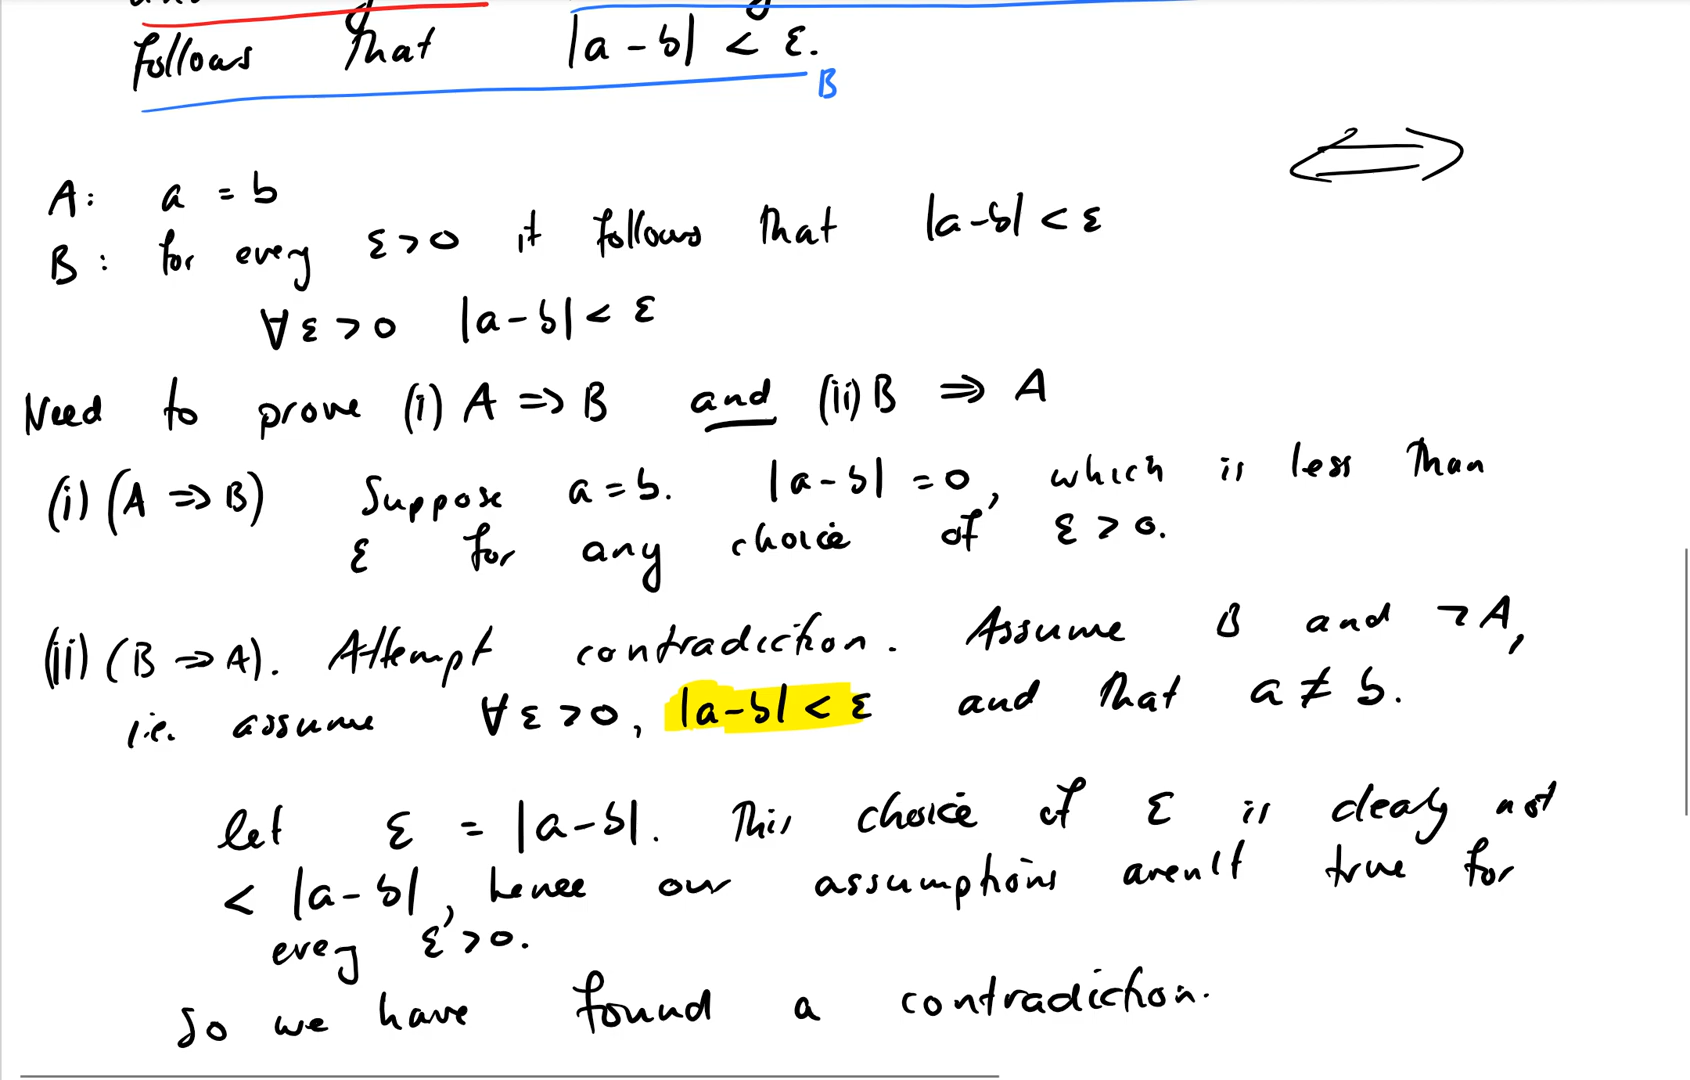 follows that |a - b| < ε.
B
A: a = b
B: for every ε > 0 it follows that |a-b| < ε
∀ε > 0 |a - b| < ε
Need to prove (i) A ⇒ B and (ii) B ⇒ A
(i) (A ⇒ B) Suppose a = b. |a - b| = 0, which is less than
ε for any choice of ε > 0.
(ii) (B ⇒ A). Attempt contradiction. Assume B and ¬A,
i.e. assume ∀ε > 0, |a-b| < ε and that a ≠ b.
let ε = |a-b|. This choice of ε is clealy not
< |a-b|, hence our assumptions aren't true for
every ε > 0.
So we have found a contradiction.